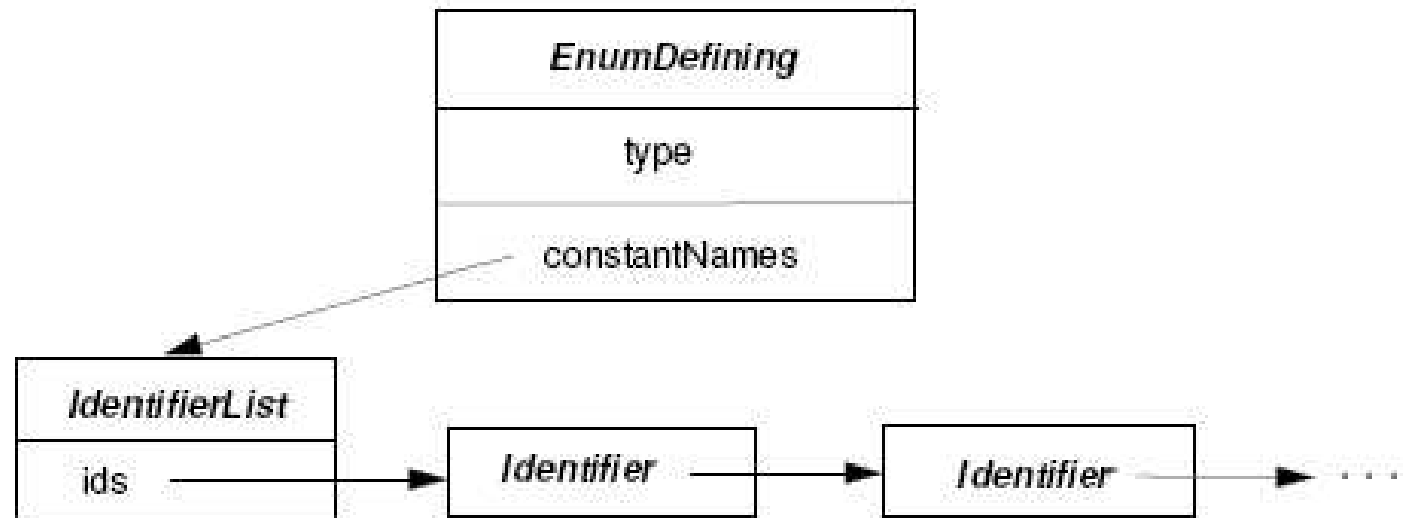 EnumDefining
type
constantNames
IdentifierList
ids
Identifier
Identifier
. . .